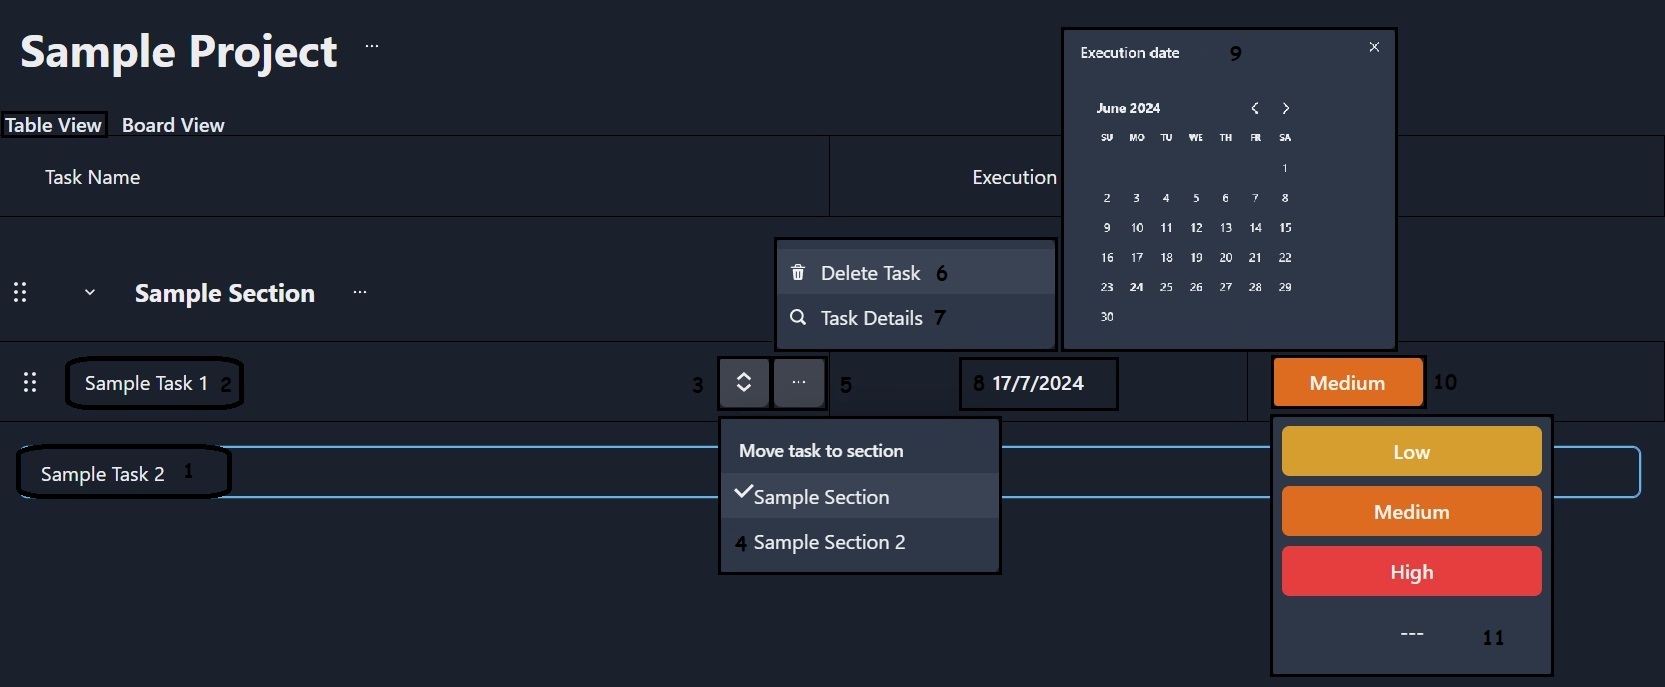 Sample Project ...
Execution date 9
June 2024
Table View Board View
SU MO TU WE TH FR SA
1
2 3 4 5 6 7 8
9 10 11 12 13 14 15
16 17 18 19 20 21 22
23 24 25 26 27 28 29
30
Task Name
Execution
Delete Task 6
Task Details 7
Sample Section ...
Sample Task 1 2
3
...
5
8 17/7/2024
Medium 10
Sample Task 2 1
Move task to section
Sample Section
4 Sample Section 2
Low
Medium
High
--- 11